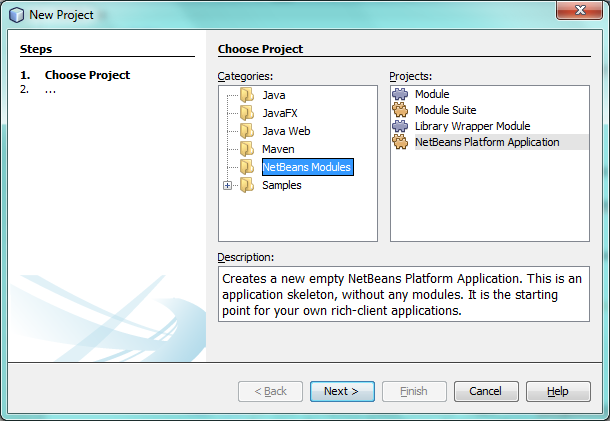 New Project
Steps
1. Choose Project
2. ...
Choose Project
Categories:
Java
JavaFX
Java Web
Maven
NetBeans Modules
Samples
Projects:
Module
Module Suite
Library Wrapper Module
NetBeans Platform Application
Description:
Creates a new empty NetBeans Platform Application. This is an
application skeleton, without any modules. It is the starting
point for your own rich-client applications.
< Back
Next >
Finish
Cancel
Help